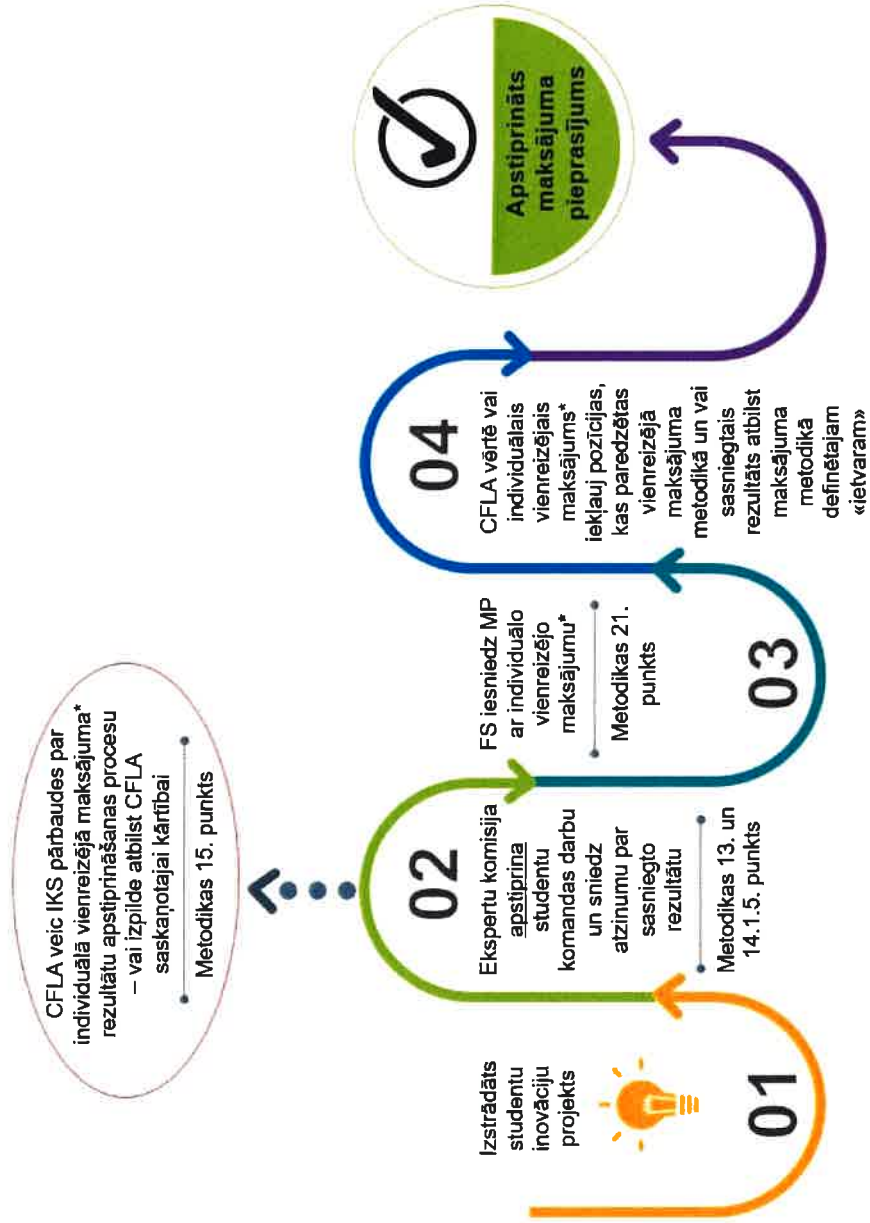 CFLA veic IKS pārbaudes par
individuālā vienreizējā maksājuma*
rezultātu apstiprināšanas procesu
– vai izpilde atbilst CFLA
saskaņotajai kārtībai
Metodikas 15. punkts
Izstrādāts
studentu
inovāciju
projekts
01
02
Ekspertu komisija
apstiprina
studentu
komandas darbu
un sniedz
atzinumu par
sasniegto
rezultātu
Metodikas 13. un
14.1.5. punkts
FS iesniedz MP
ar individuālo
vienreizējo
maksājumu*
Metodikas 21.
punkts
03
04
CFLA vērtē vai
individuālais
vienreizējais
maksājums*
iekļauj pozīcijas,
kas paredzētas
vienreizējā
maksājuma
metodikā un vai
sasniegtais
rezultāts atbilst
maksājuma
metodikā
definētajam
«ietvaram»
Apstiprināts
maksājuma
pieprasījums